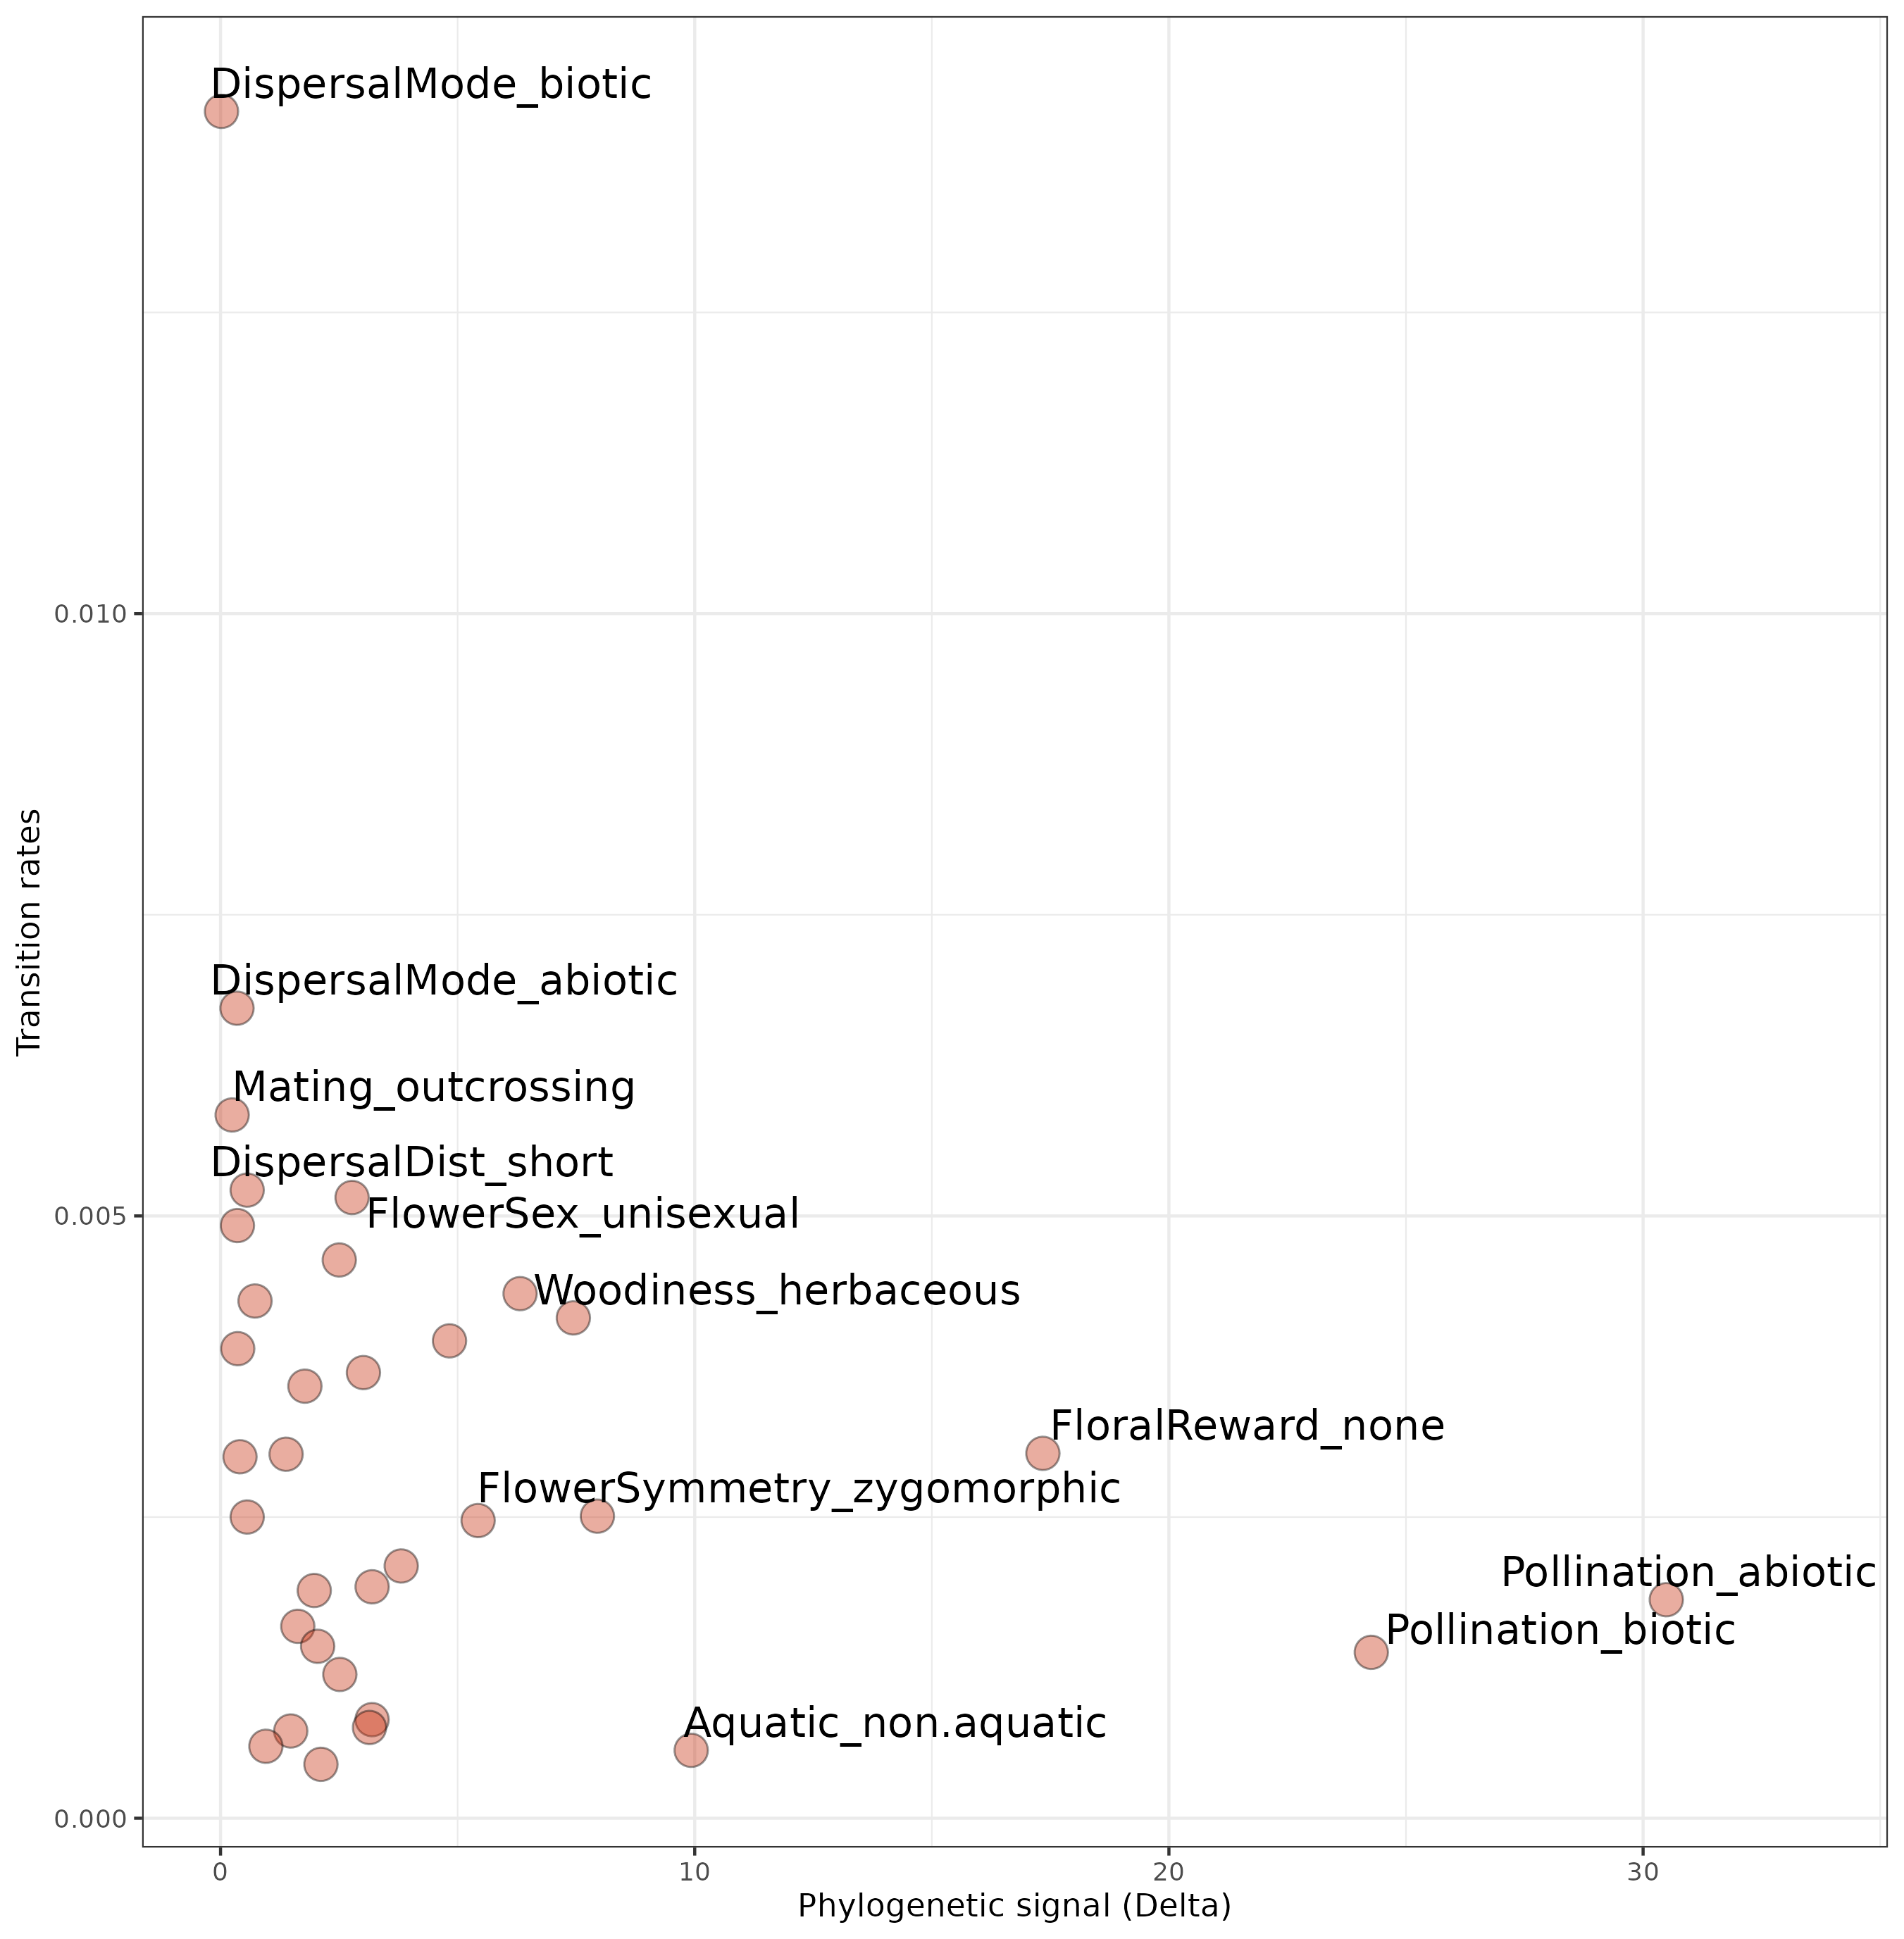 DispersalMode_biotic
0.010
Transition rates
DispersalMode_abiotic
Mating_outcrossing
DispersalDist_short
FlowerSex_unisexual
0.005
Woodiness_herbaceous
FloralReward_none
FlowerSymmetry_zygomorphic
Pollination_abiotic
Pollination_biotic
Aquatic_non.aquatic
0.000
0 10 20 30
Phylogenetic signal (Delta)